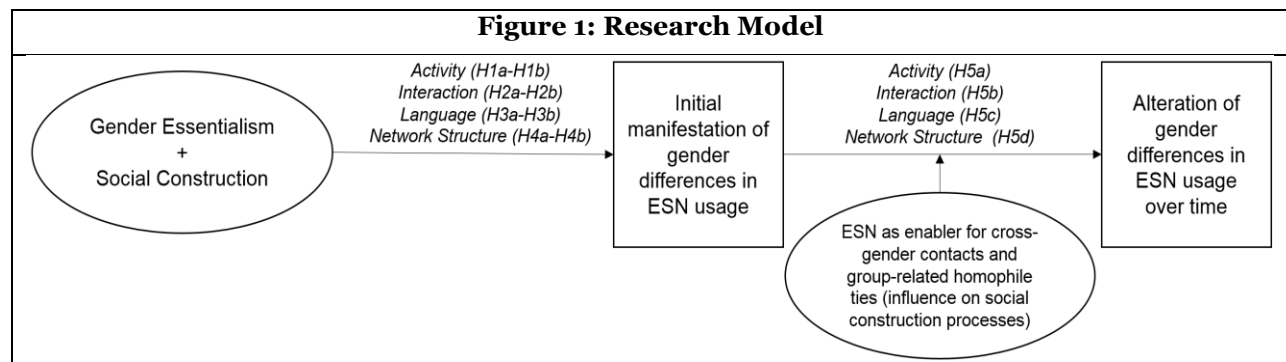 Figure 1: Research Model
Gender Essentialism
+
Social Construction
Activity (H1a-H1b)
Interaction (H2a-H2b)
Language (H3a-H3b)
Network Structure (H4a-H4b)
Initial
manifestation of
gender
differences in
ESN usage
Activity (H5a)
Interaction (H5b)
Language (H5c)
Network Structure (H5d)
ESN as enabler for cross-
gender contacts and
group-related homophile
ties (influence on social
construction processes)
Alteration of
gender
differences in
ESN usage
over time